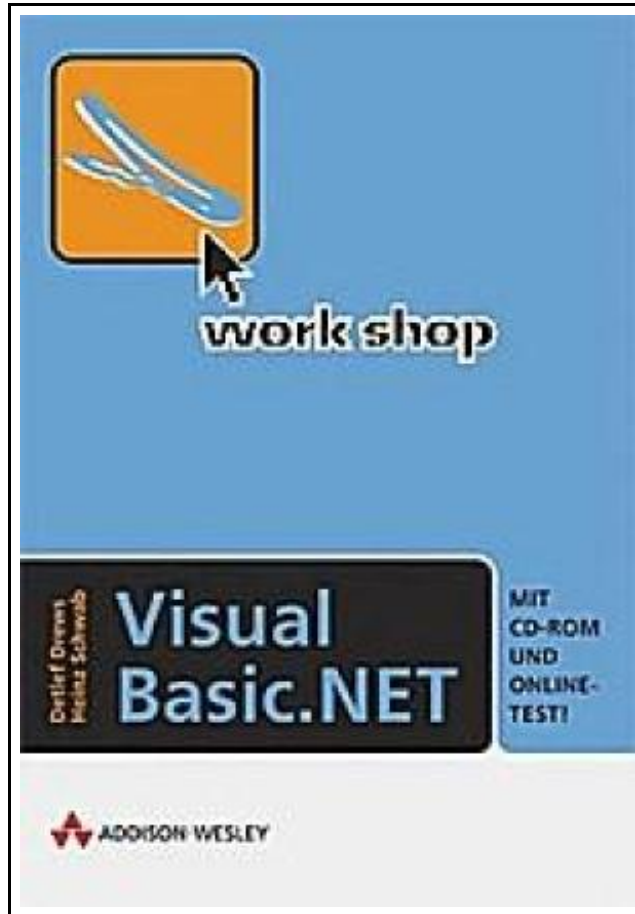 work shop
Detlef Drews
Heinz Schwab
Visual
Basic.NET
MIT
CD-ROM
UND
ONLINE-
TEST!
ADDISON-WESLEY